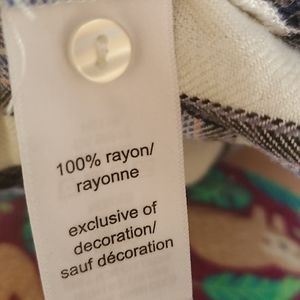 100% rayon/
rayonne
exclusive of
decoration/
sauf décoration